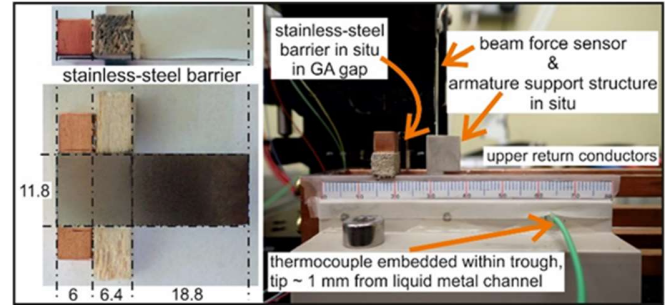 stainless-steel barrier
11.8
6
6.4
18.8
stainless-steel
barrier in situ
in GA gap
beam force sensor
&
armature support structure
in situ
upper return conductors
thermocouple embedded within trough,
tip ~ 1 mm from liquid metal channel